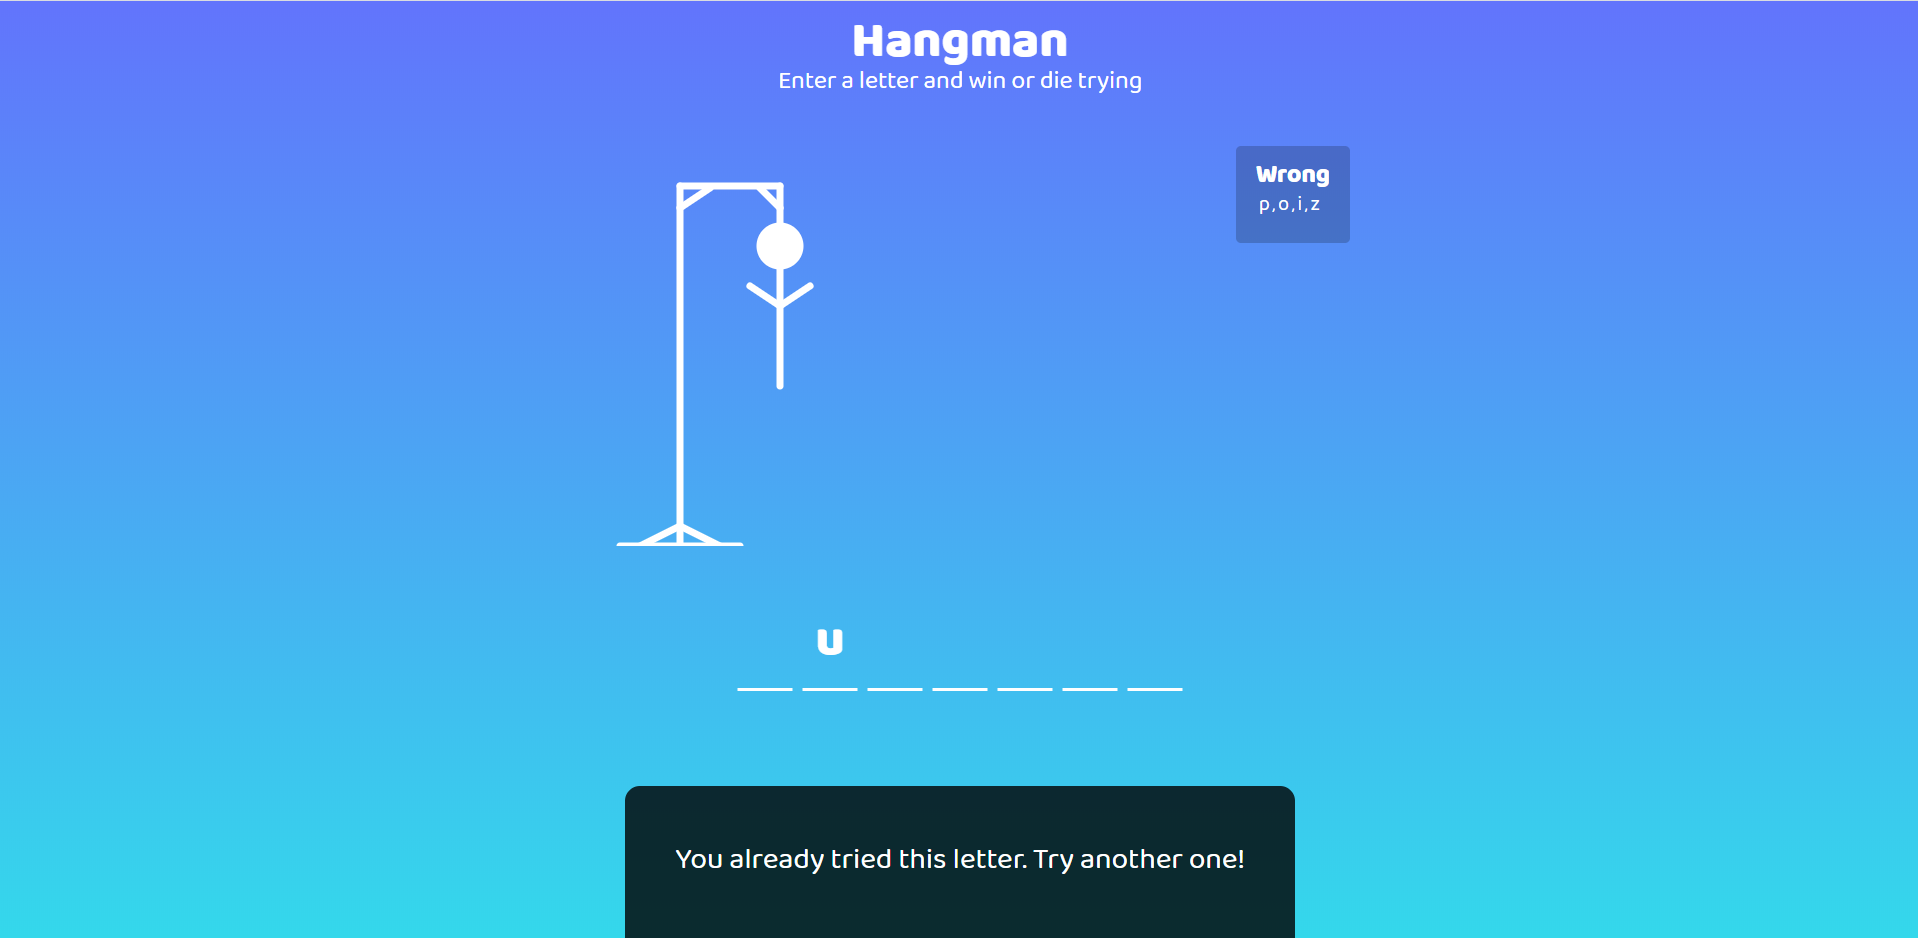 Hangman
Enter a letter and win or die trying
Wrong
p,o,i,z
u
You already tried this letter. Try another one!